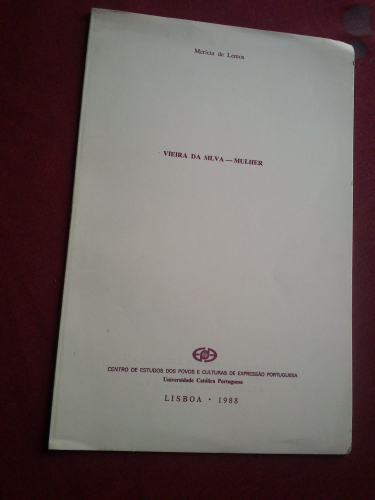 Merícia de Lemos
VIEIRA DA SILVA — MULHER
CENTRO DE ESTUDOS DOS POVOS E CULTURAS DE EXPRESSÃO PORTUGUESA
Universidade Católica Portuguesa
LISBOA • 1988